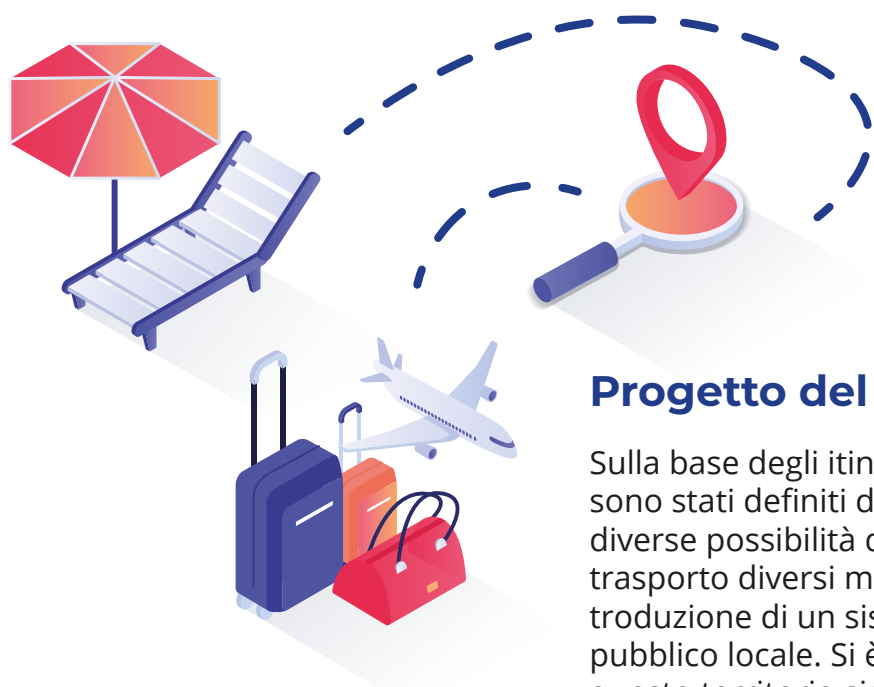 Progetto del
Sulla base degli itin
sono stati definiti d
diverse possibilità d
trasporto diversi m
troduzione di un sis
pubblico locale. Si è